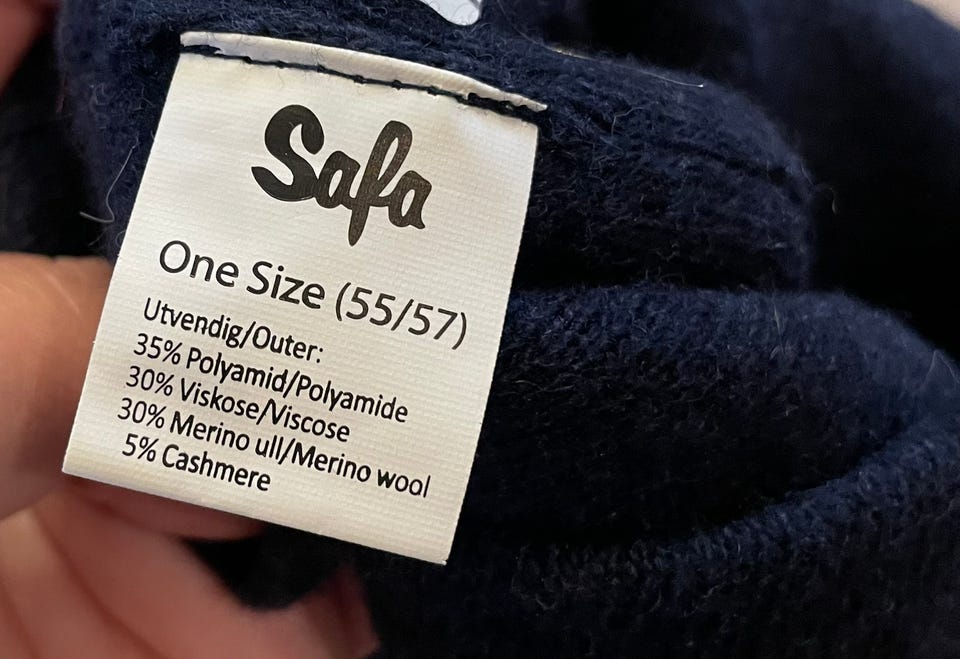 Safa
One Size (55/57)
Utvendig/Outer:
35% Polyamid/Polyamide
30% Viskose/Viscose
30% Merino ull/Merino wool
5% Cashmere